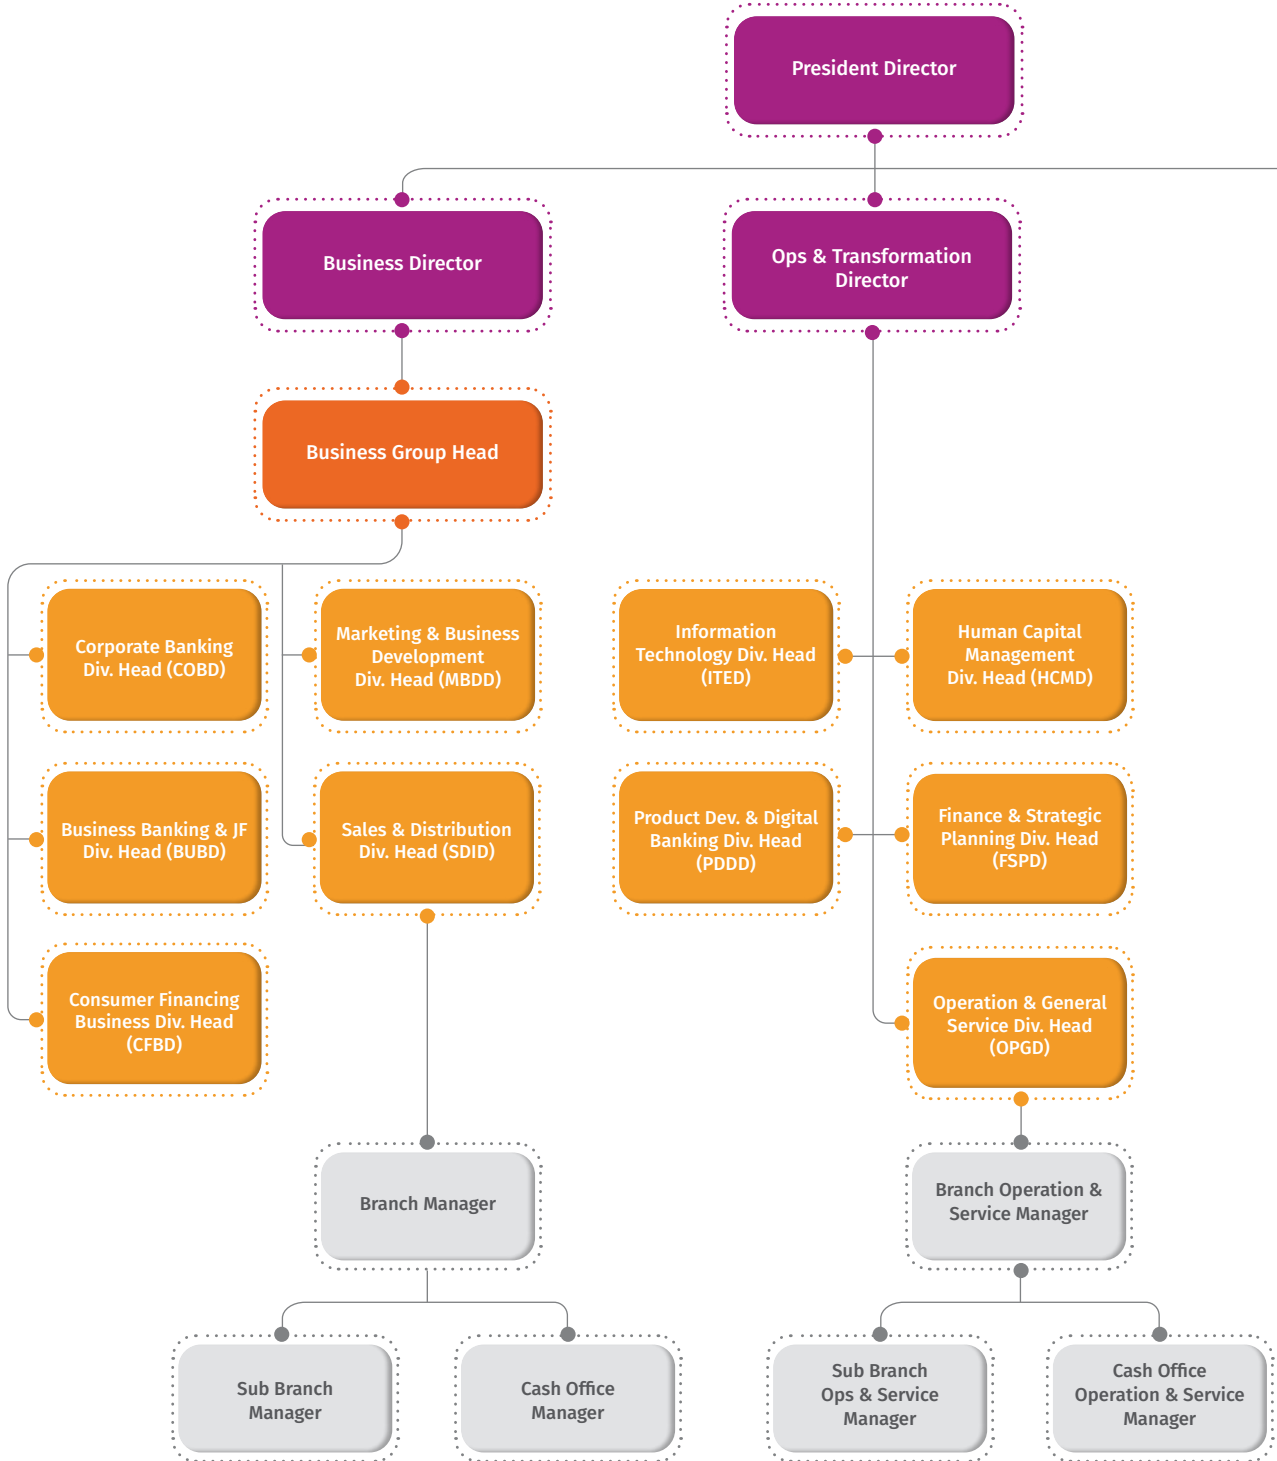 President Director
Business Director
Ops & Transformation
Director
Business Group Head
Corporate Banking
Div. Head (COBD)
Marketing & Business
Development
Div. Head (MBDD)
Information
Technology Div. Head
(ITED)
Human Capital
Management
Div. Head (HCMD)
Business Banking & JF
Div. Head (BUBD)
Sales & Distribution
Div. Head (SDID)
Product Dev. & Digital
Banking Div. Head
(PDDD)
Finance & Strategic
Planning Div. Head
(FSPD)
Consumer Financing
Business Div. Head
(CFBD)
Operation & General
Service Div. Head
(OPGD)
Branch Manager
Branch Operation &
Service Manager
Sub Branch
Manager
Cash Office
Manager
Sub Branch
Ops & Service
Manager
Cash Office
Operation & Service
Manager